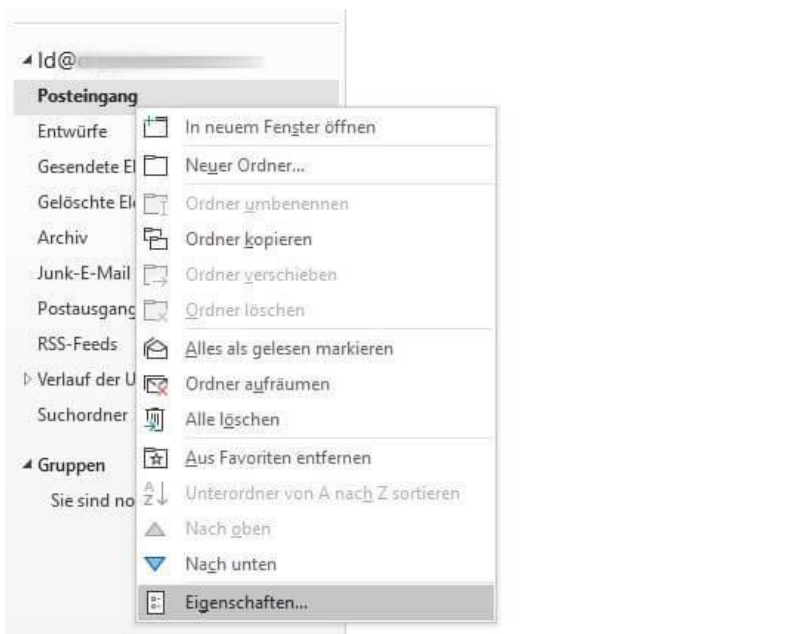 ld@
Posteingang
Entwürfe
Gesendete El
Gelöschte Ele
Archiv
Junk-E-Mail
Postausgang
RSS-Feeds
Verlauf der U
Suchordner
Gruppen
Sie sind no
In neuem Fenster öffnen
Neuer Ordner...
Ordner umbenennen
Ordner kopieren
Ordner verschieben
Ordner löschen
Alles als gelesen markieren
Ordner aufräumen
Alle löschen
Aus Favoriten entfernen
Unterordner von A nach Z sortieren
Nach oben
Nach unten
Eigenschaften...